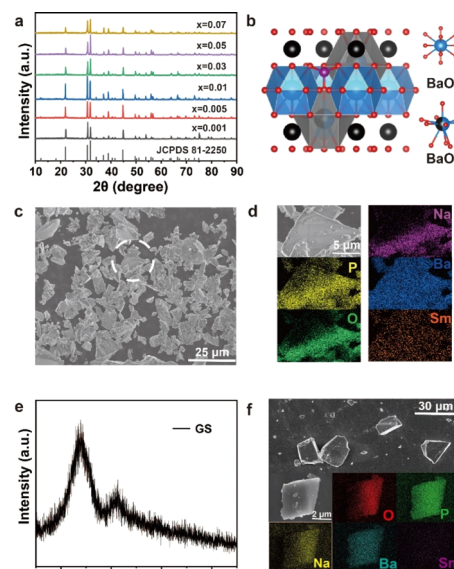 a
x=0.07
x=0.05
x=0.03
x=0.01
x=0.005
x=0.001
JCPDS 81-2250
Intensity (a.u.)
10 20 30 40 50 60 70 80 90
2θ (degree)
b
BaO
BaO
c
25 μm
d
5 μm
Na
P
Ba
O
Sm
e
GS
Intensity (a.u.)
f
30 μm
2 μm
O
P
Na
Ba